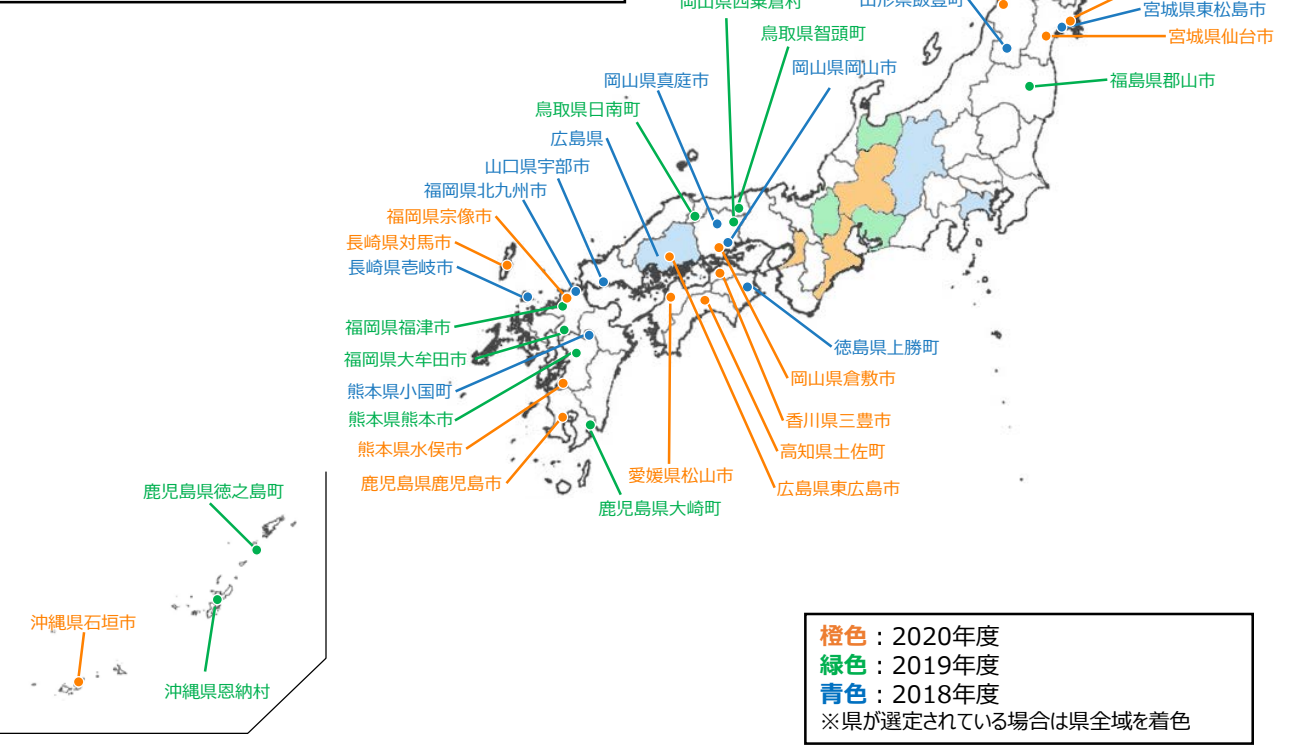 岡山県西粟倉村
山形県飯豊町
宮城県東松島市
鳥取県智頭町
宮城県仙台市
岡山県真庭市
岡山県岡山市
福島県郡山市
鳥取県日南町
広島県
山口県宇部市
福岡県北九州市
福岡県宗像市
長崎県対馬市
長崎県壱岐市
福岡県福津市
徳島県上勝町
福岡県大牟田市
岡山県倉敷市
熊本県小国町
熊本県熊本市
香川県三豊市
熊本県水俣市
高知県土佐町
鹿児島県鹿児島市
愛媛県松山市
広島県東広島市
鹿児島県大崎町
鹿児島県徳之島町
沖縄県石垣市
沖縄県恩納村
橙色：2020年度
緑色：2019年度
青色：2018年度
※県が選定されている場合は県全域を着色